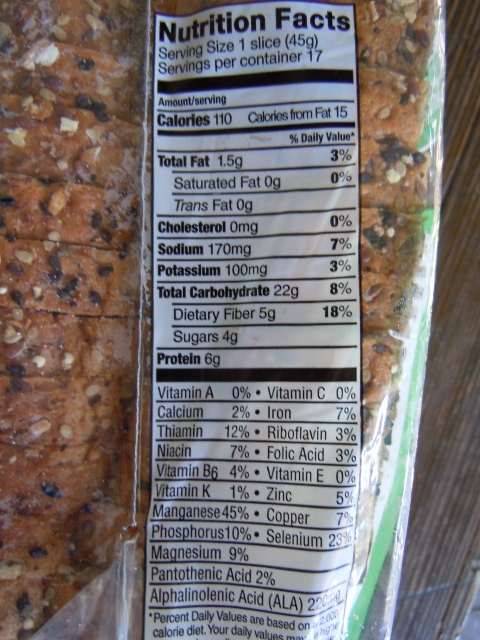 Nutrition Facts
Serving Size 1 slice (45g)
Servings per container 17
Amount/serving
Calories 110 Calories from Fat 15
% Daily Value*
Total Fat 1.5g 3%
Saturated Fat 0g 0%
Trans Fat 0g
Cholesterol 0mg 0%
Sodium 170mg 7%
Potassium 100mg 3%
Total Carbohydrate 22g 8%
Dietary Fiber 5g 18%
Sugars 4g
Protein 6g
Vitamin A 0% • Vitamin C 0%
Calcium 2% • Iron 7%
Thiamin 12% • Riboflavin 3%
Niacin 7% • Folic Acid 3%
Vitamin B6 4% • Vitamin E 0%
Vitamin K 1% • Zinc 5%
Manganese 45% • Copper 7%
Phosphorus 10% • Selenium 23%
Magnesium 9%
Pantothenic Acid 2%
Alphalinolenic Acid (ALA)
*Percent Daily Values are based on
calorie diet. Your daily values may